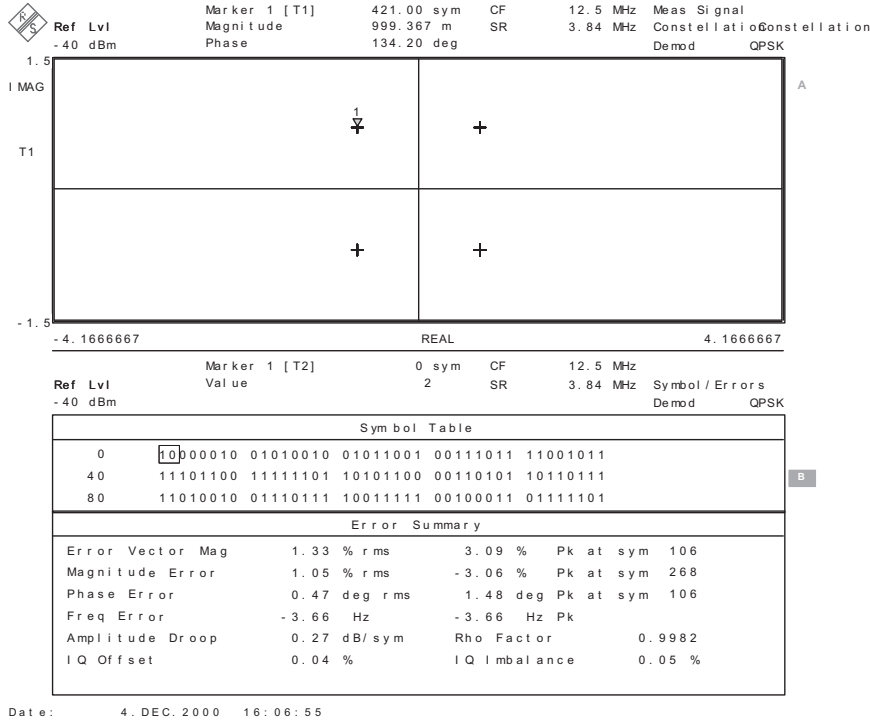 R S
Marker 1 [T1] 421.00 sym CF 12.5 MHz Meas Signal
Ref Lvl Magnitude 999.367 m SR 3.84 MHz Constellation Constellation
-40 dBm Phase 134.20 deg Demod QPSK
1.5
IMAG A
1
T1
-1.5
-4.1666667 REAL 4.1666667
Marker 1 [T2] 0 sym CF 12.5 MHz
Ref Lvl Value 2 SR 3.84 MHz Symbol/Errors
-40 dBm Demod QPSK
Symbol Table
0 10000010 01010010 01011001 00111011 11001011
40 11101100 11111101 10101100 00110101 10110111 B
80 11010010 01110111 10011111 00100011 01111101
Error Summary
Error Vector Mag 1.33 % rms 3.09 % Pk at sym 106
Magnitude Error 1.05 % rms -3.06 % Pk at sym 268
Phase Error 0.47 deg rms 1.48 deg Pk at sym 106
Freq Error -3.66 Hz -3.66 Hz Pk
Amplitude Droop 0.27 dB/sym Rho Factor 0.9982
IQ Offset 0.04 % IQ Imbalance 0.05 %
Date: 4.DEC.2000 16:06:55